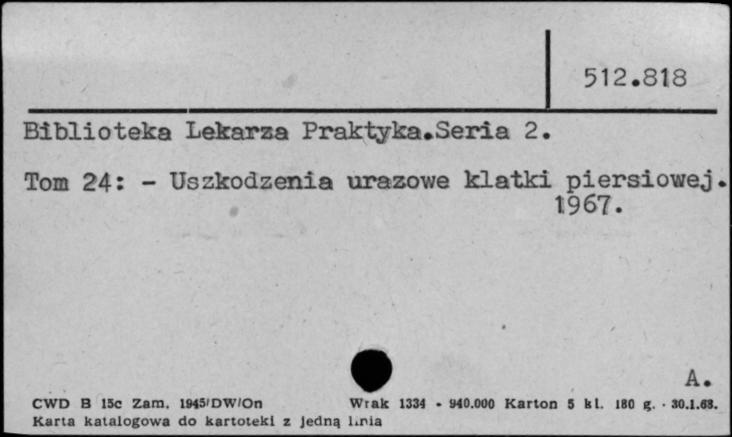 512.818
Biblioteka Lekarza Praktyka.Seria 2.
Tom 24: - Uszkodzenia urazowe klatki piersiowej.
1967.
A.
CWD B 15c Zam. 1945/DW/On Wrak 1334 - 940.000 Karton 5 kl. 180 g. - 30.1.68.
Karta katalogowa do kartoteki z jedną linia